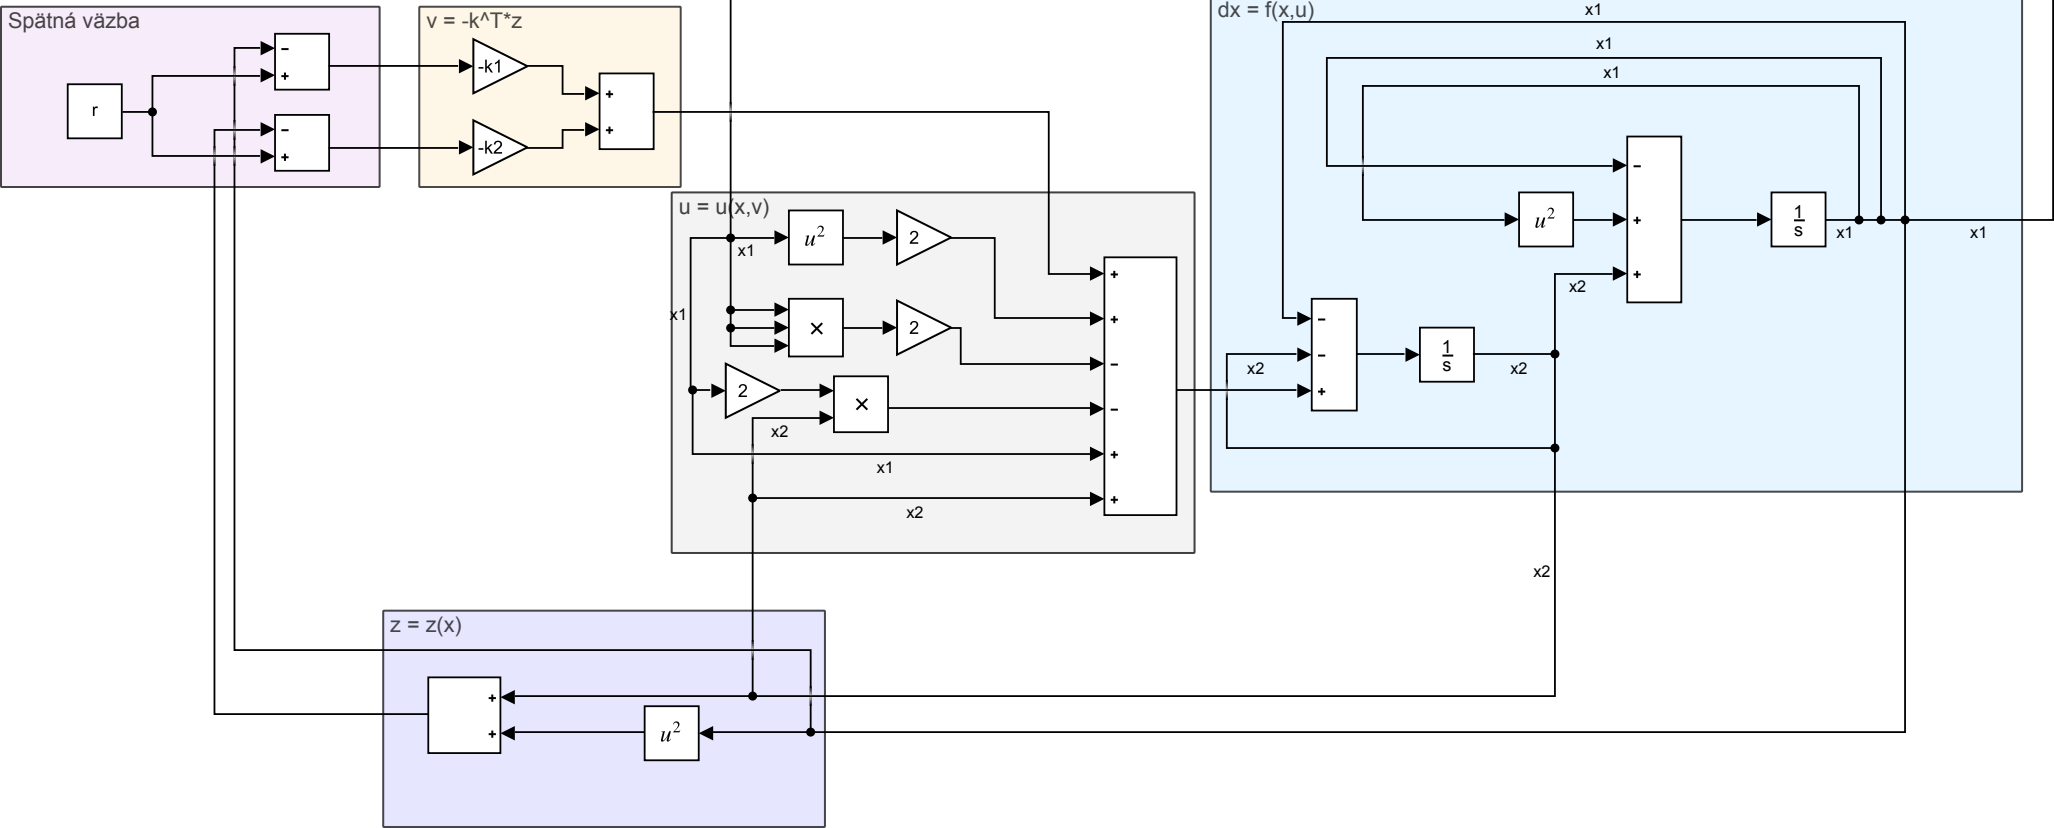 Spätná väzba
r
−
+
−
+
v = -k^T*z
-k1
-k2
+
+
u = u(x,v)
x1
u²
2
x1
×
2
2
×
x2
x1
x2
+
+
−
−
+
+
dx = f(x,u)
x1
x1
x1
−
+
+
u²
1
s
x1
x1
x2
−
−
+
x2
1
s
x2
x2
z = z(x)
+
+
u²